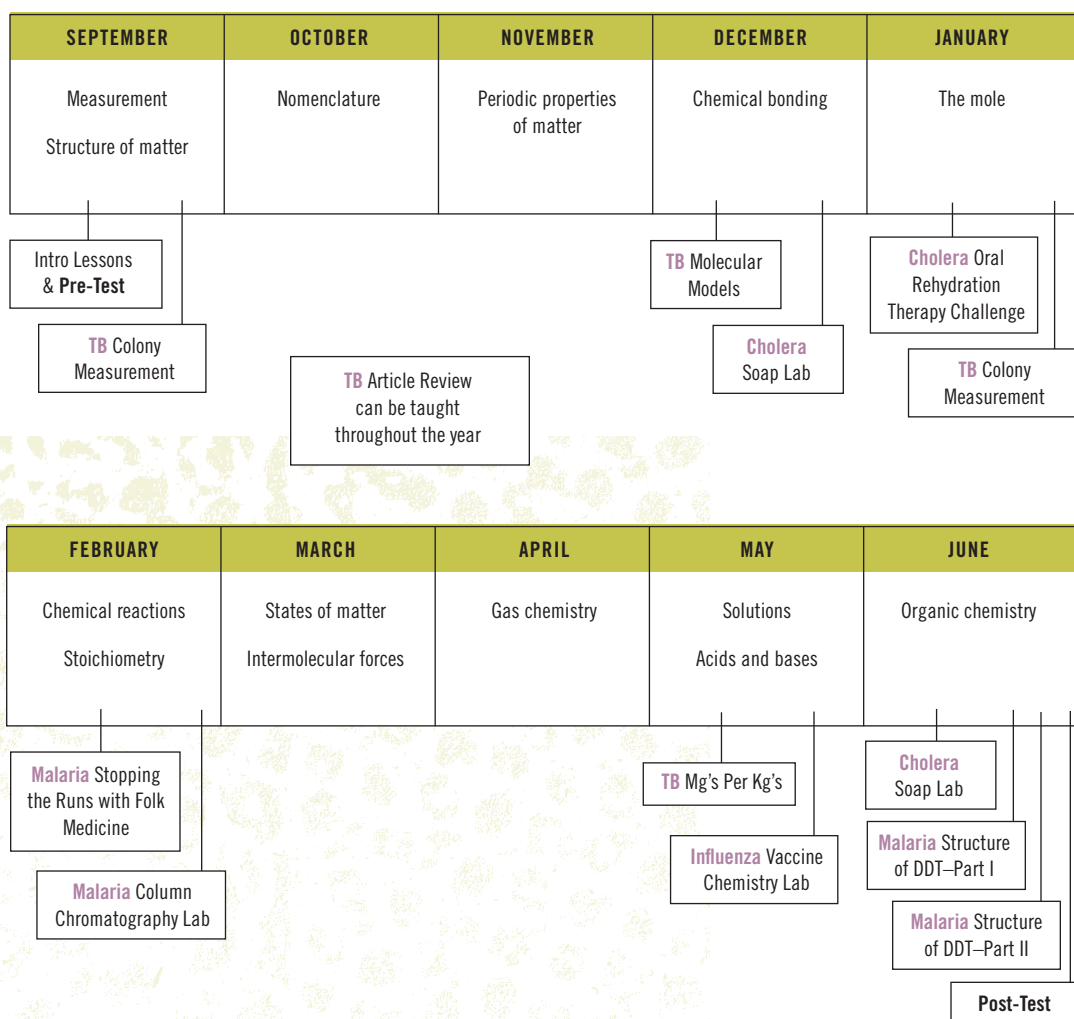 SEPTEMBER
OCTOBER
NOVEMBER
DECEMBER
JANUARY
Measurement
Structure of matter
Nomenclature
Periodic properties
of matter
Chemical bonding
The mole
Intro Lessons
& Pre-Test
TB Colony
Measurement
TB Article Review
can be taught
throughout the year
TB Molecular
Models
Cholera
Soap Lab
Cholera Oral
Rehydration
Therapy Challenge
TB Colony
Measurement
FEBRUARY
MARCH
APRIL
MAY
JUNE
Chemical reactions
Stoichiometry
States of matter
Intermolecular forces
Gas chemistry
Solutions
Acids and bases
Organic chemistry
Malaria Stopping
the Runs with Folk
Medicine
Malaria Column
Chromatography Lab
TB Mg's Per Kg's
Influenza Vaccine
Chemistry Lab
Cholera
Soap Lab
Malaria Structure
of DDT–Part I
Malaria Structure
of DDT–Part II
Post-Test